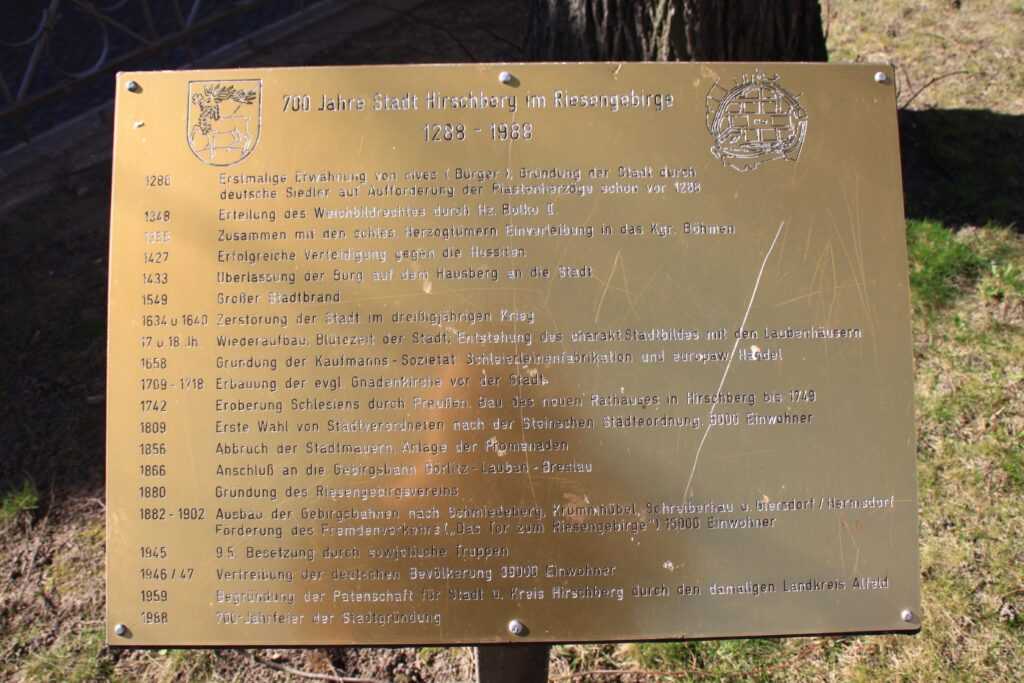 700 Jahre Stadt Hirschberg im Riesengebirge
1288 - 1988
1288 Erstmalige Erwähnung von cives (Bürger), Gründung der Stadt durch
deutsche Siedler auf Aufforderung der Piastenherzöge schon vor 1288
1348 Erteilung des Weichbildrechtes durch Hz. Bolko II.
Zusammen mit den schles. Herzogtümern Einverleibung in das Kgr. Böhmen
1427 Erfolgreiche Verteidigung gegen die Hussiten
1433 Überlassung der Burg auf dem Hausberg an die Stadt
1549 Großer Stadtbrand
1634 u 1640 Zerstörung der Stadt im dreißigjährigen Krieg
17 u 18. Jh. Wiederaufbau, Blütezeit der Stadt, Entstehung des charakt. Stadtbildes mit den Laubenhäusern
1658 Gründung der Kaufmanns-Sozietät Schleierleinenfabrikation und europaw. Handel
1709 - 1718 Erbauung der evgl. Gnadenkirche vor der Stadt
1742 Eroberung Schlesiens durch Preußen, Bau des neuen Rathauses in Hirschberg bis 1749
1809 Erste Wahl von Stadtverordneten nach der Steinschen Städteordnung, 6000 Einwohner
1856 Abbruch der Stadtmauern, Anlage der Promenaden
1866 Anschluß an die Gebirgsbahn Görlitz-Lauban-Breslau
1880 Gründung des Riesengebirgsvereins
1882 - 1902 Ausbau der Gebirgsbahnen nach Schmiedeberg, Krummhübel, Schreiberhau u. Giersdorf/Hermsdorf
Förderung des Fremdenverkehrs („Das Tor zum Riesengebirge") 15000 Einwohner
1945 9.5. Besetzung durch sowjetische Truppen
1946/47 Vertreibung der deutschen Bevölkerung 39000 Einwohner
1959 Begründung der Patenschaft für Stadt u. Kreis Hirschberg durch den damaligen Landkreis Alfeld
1988 700-Jahrfeier der Stadtgründung